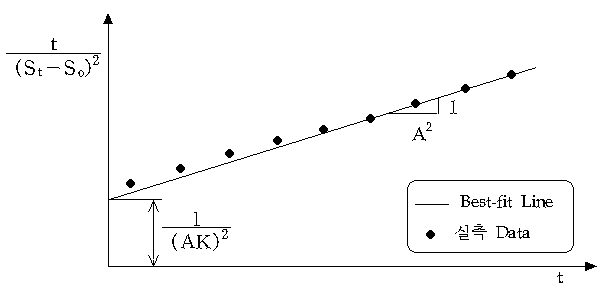 t
(St－So)²
1
A²
1
(AK)²
Best-fit Line
실측 Data
t